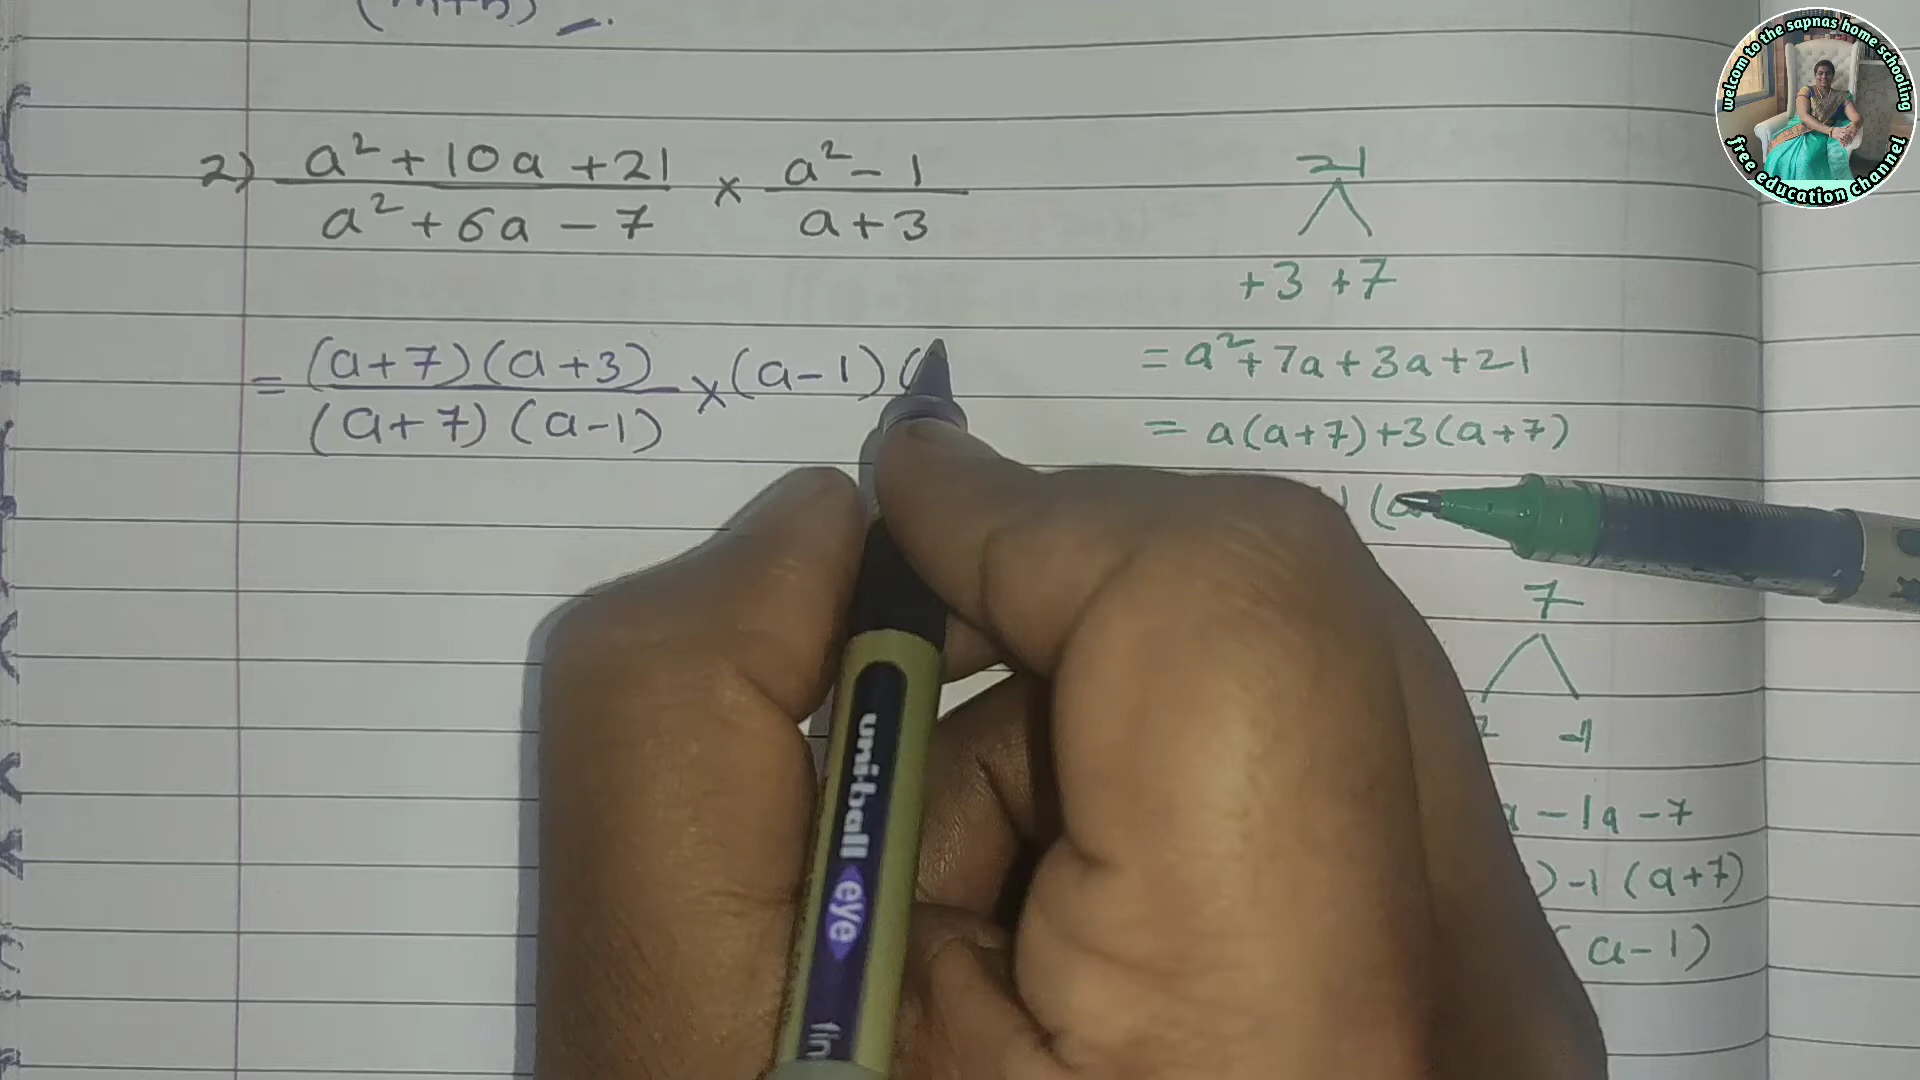 (m+n)
2) a² + 10a + 21 / a² + 6a - 7 × a² - 1 / a + 3
= (a+7)(a+3) / (a+7)(a-1) × (a-1)(
21
+3 +7
= a² + 7a + 3a + 21
= a(a+7)+3(a+7)
(a
7
-1
- 1a - 7
) -1 (a+7)
(a-1)
welcom to the sapnas home schooling
free education channel
uni-ball
eye
fin